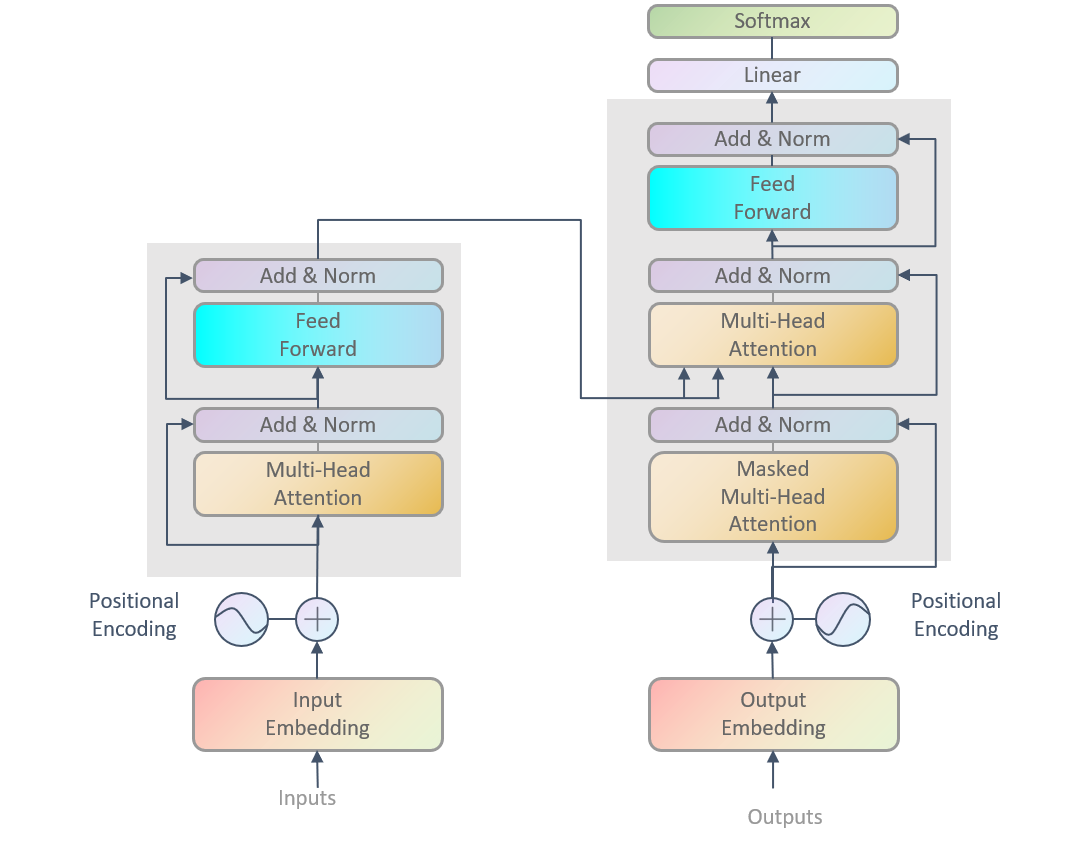 Softmax
Linear
Add & Norm
Feed
Forward
Add & Norm
Multi-Head
Attention
Add & Norm
Masked
Multi-Head
Attention
Positional
Encoding
Output
Embedding
Outputs
Add & Norm
Feed
Forward
Add & Norm
Multi-Head
Attention
Positional
Encoding
Input
Embedding
Inputs